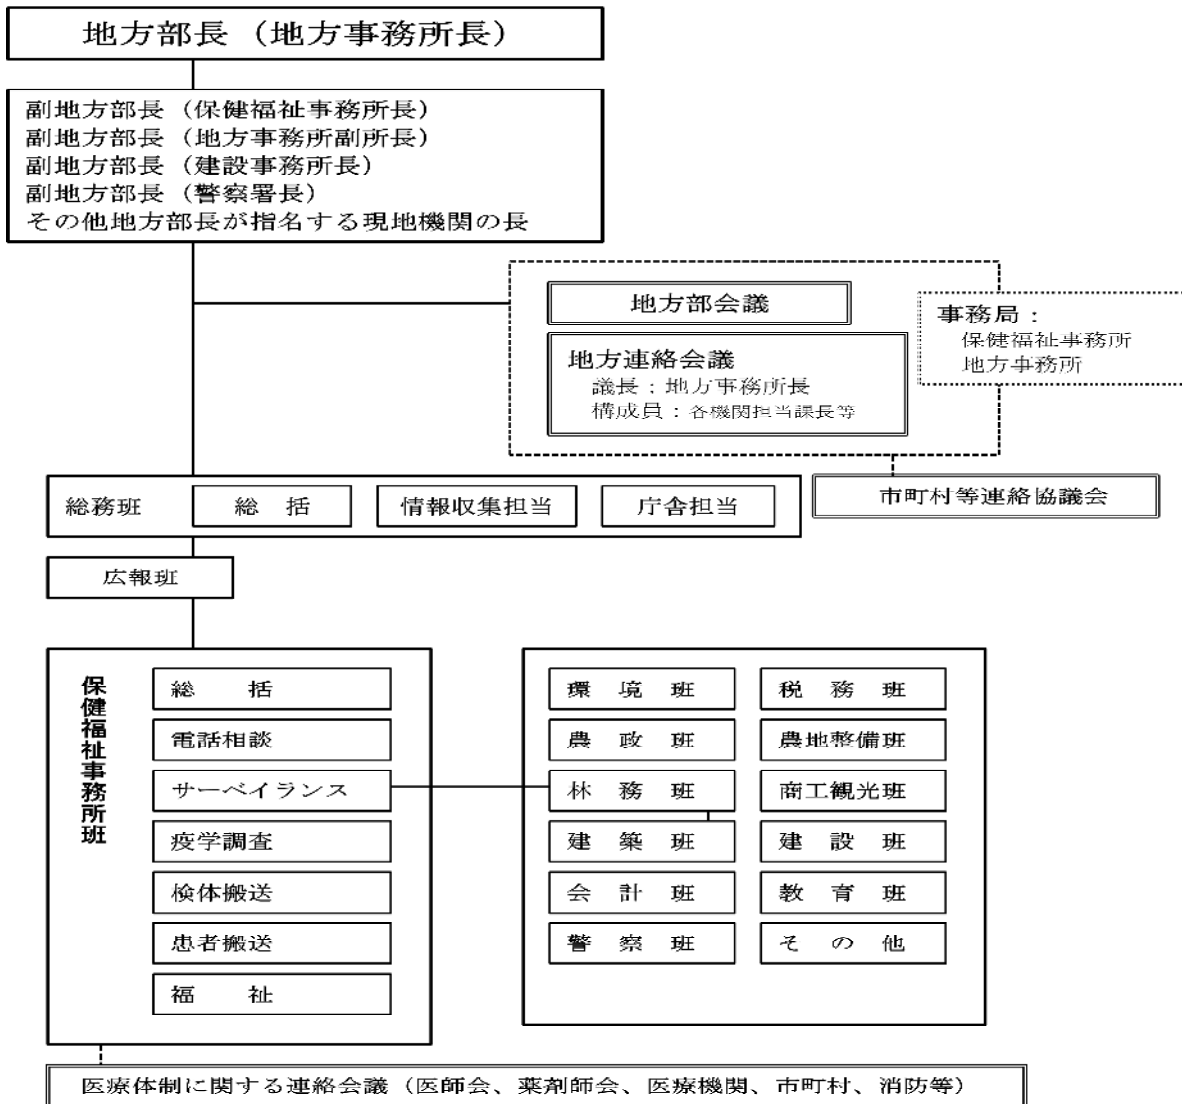 地方部長（地方事務所長）
副地方部長（保健福祉事務所長）
副地方部長（地方事務所副所長）
副地方部長（建設事務所長）
副地方部長（警察署長）
その他地方部長が指名する現地機関の長
地方部会議
地方連絡会議
議長：地方事務所長
構成員：各機関担当課長等
事務局：
保健福祉事務所
地方事務所
市町村等連絡協議会
総務班
総　括
情報収集担当
庁舎担当
広報班
保健福祉事務所班
総　　括
電話相談
サーベイランス
疫学調査
検体搬送
患者搬送
福　　祉
環　境　班
税　務　班
農　政　班
農地整備班
林　務　班
商工観光班
建　築　班
建　設　班
会　計　班
教　育　班
警　察　班
そ　の　他
医療体制に関する連絡会議（医師会、薬剤師会、医療機関、市町村、消防等）